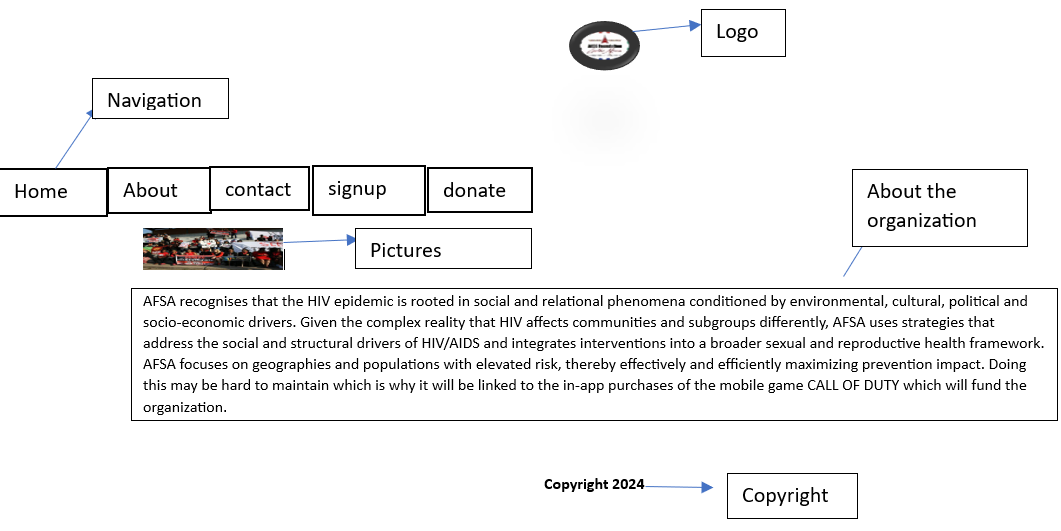 Logo
Navigation
Home
About
contact
signup
donate
About the
organization
Pictures
AFSA recognises that the HIV epidemic is rooted in social and relational phenomena conditioned by environmental, cultural, political and
socio-economic drivers. Given the complex reality that HIV affects communities and subgroups differently, AFSA uses strategies that
address the social and structural drivers of HIV/AIDS and integrates interventions into a broader sexual and reproductive health framework.
AFSA focuses on geographies and populations with elevated risk, thereby effectively and efficiently maximizing prevention impact. Doing
this may be hard to maintain which is why it will be linked to the in-app purchases of the mobile game CALL OF DUTY which will fund the
organization.
Copyright 2024
Copyright